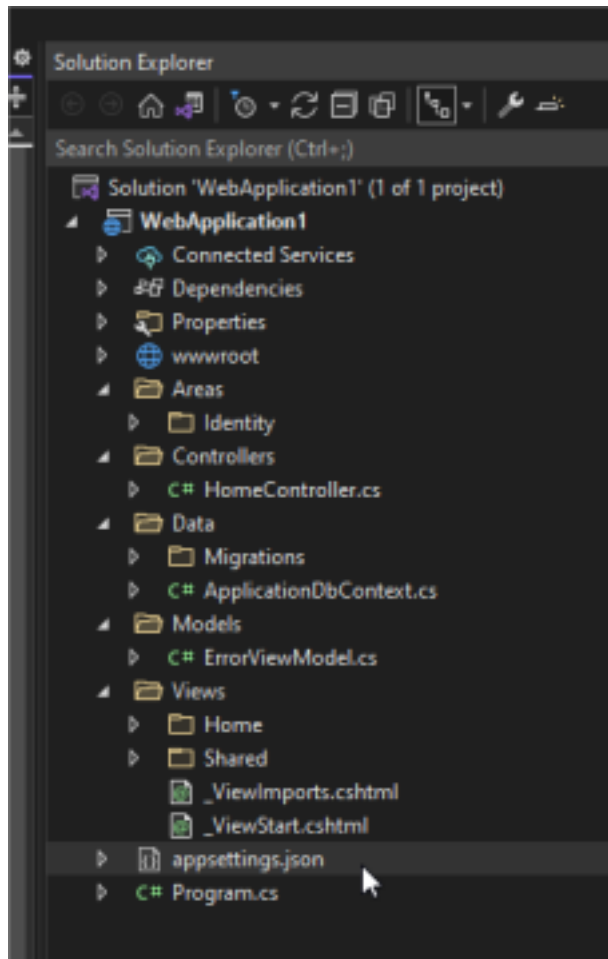 Solution Explorer
Search Solution Explorer (Ctrl+;)
Solution 'WebApplication1' (1 of 1 project)
WebApplication1
Connected Services
Dependencies
Properties
wwwroot
Areas
Identity
Controllers
C# HomeController.cs
Data
Migrations
C# ApplicationDbContext.cs
Models
C# ErrorViewModel.cs
Views
Home
Shared
_ViewImports.cshtml
_ViewStart.cshtml
appsettings.json
C# Program.cs